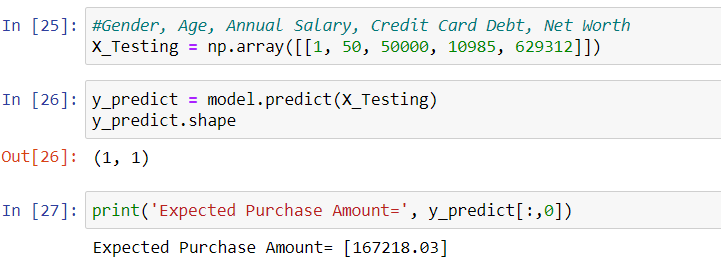 In [25]: #Gender, Age, Annual Salary, Credit Card Debt, Net Worth
X_Testing = np.array([[1, 50, 50000, 10985, 629312]])
In [26]: y_predict = model.predict(X_Testing)
y_predict.shape
Out[26]: (1, 1)
In [27]: print('Expected Purchase Amount=', y_predict[:,0])
Expected Purchase Amount= [167218.03]